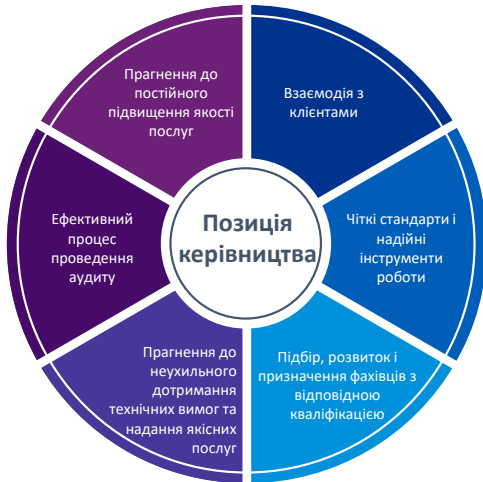 Прагнення до
постійного
підвищення якості
послуг
Взаємодія з
клієнтами
Ефективний
процес
проведення
аудиту
Позиція
керівництва
Чіткі стандарти і
надійні
інструменти
роботи
Прагнення до
неухильного
дотримання
технічних вимог та
надання якісних
послуг
Підбір, розвиток і
призначення фахівців з
відповідною
кваліфікацією